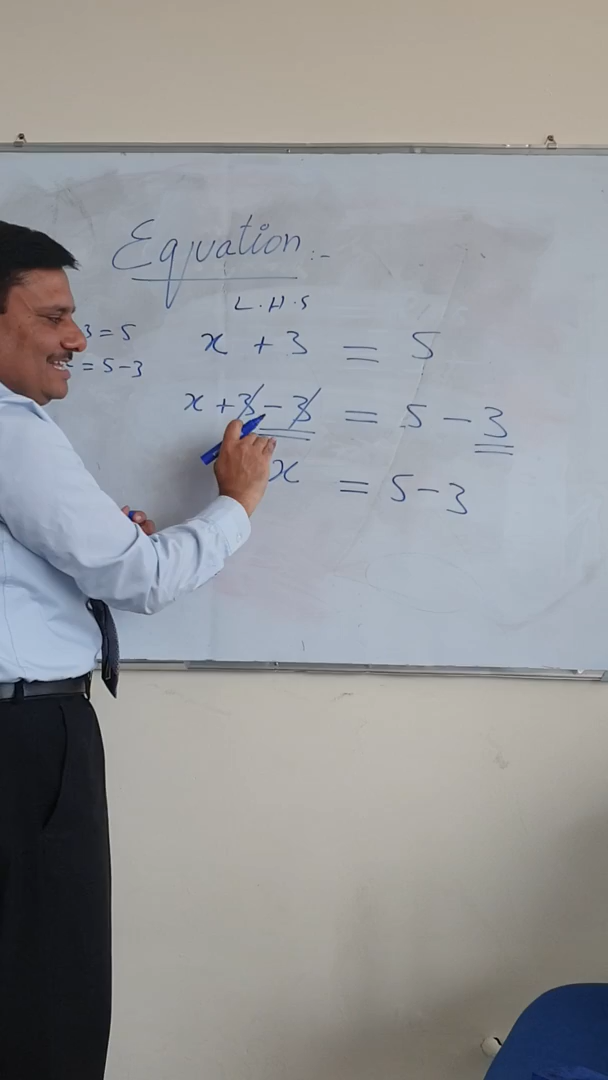 Equation :-
L.H.S
x + 3 = 5
x + 3 - 3 = 5 - 3
x = 5 - 3
3 = 5
= 5 - 3